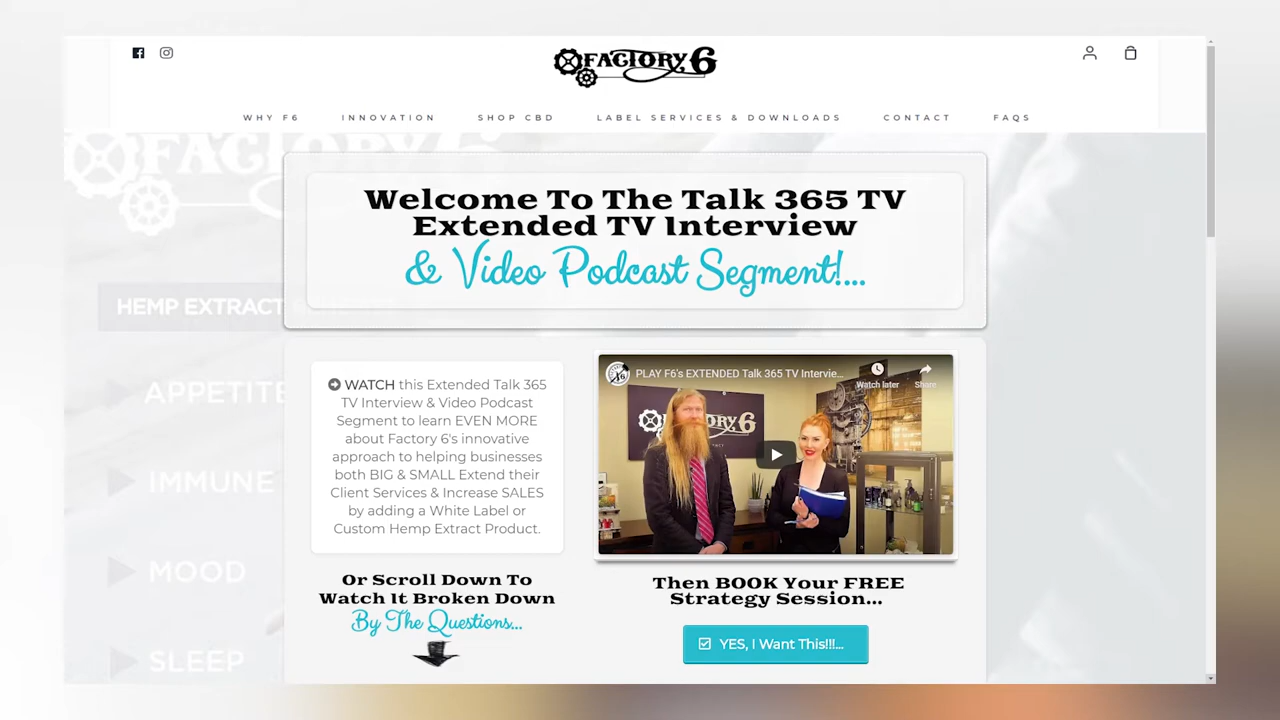 FACTORY 6
WHY F6 INNOVATION SHOP CBD LABEL SERVICES & DOWNLOADS CONTACT FAQS
Welcome To The Talk 365 TV
Extended TV Interview
& Video Podcast Segment!...
HEMP EXTRACT
APPETITE
IMMUNE
MOOD
SLEEP
WATCH this Extended Talk 365
TV Interview & Video Podcast
Segment to learn EVEN MORE
about Factory 6's innovative
approach to helping businesses
both BIG & SMALL Extend their
Client Services & Increase SALES
by adding a White Label or
Custom Hemp Extract Product.
Or Scroll Down To
Watch It Broken Down
By The Questions...
PLAY F6's EXTENDED Talk 365 TV Intervie...
Watch later
Share
FACTORY 6
Then BOOK Your FREE
Strategy Session...
YES, I Want This!!!...